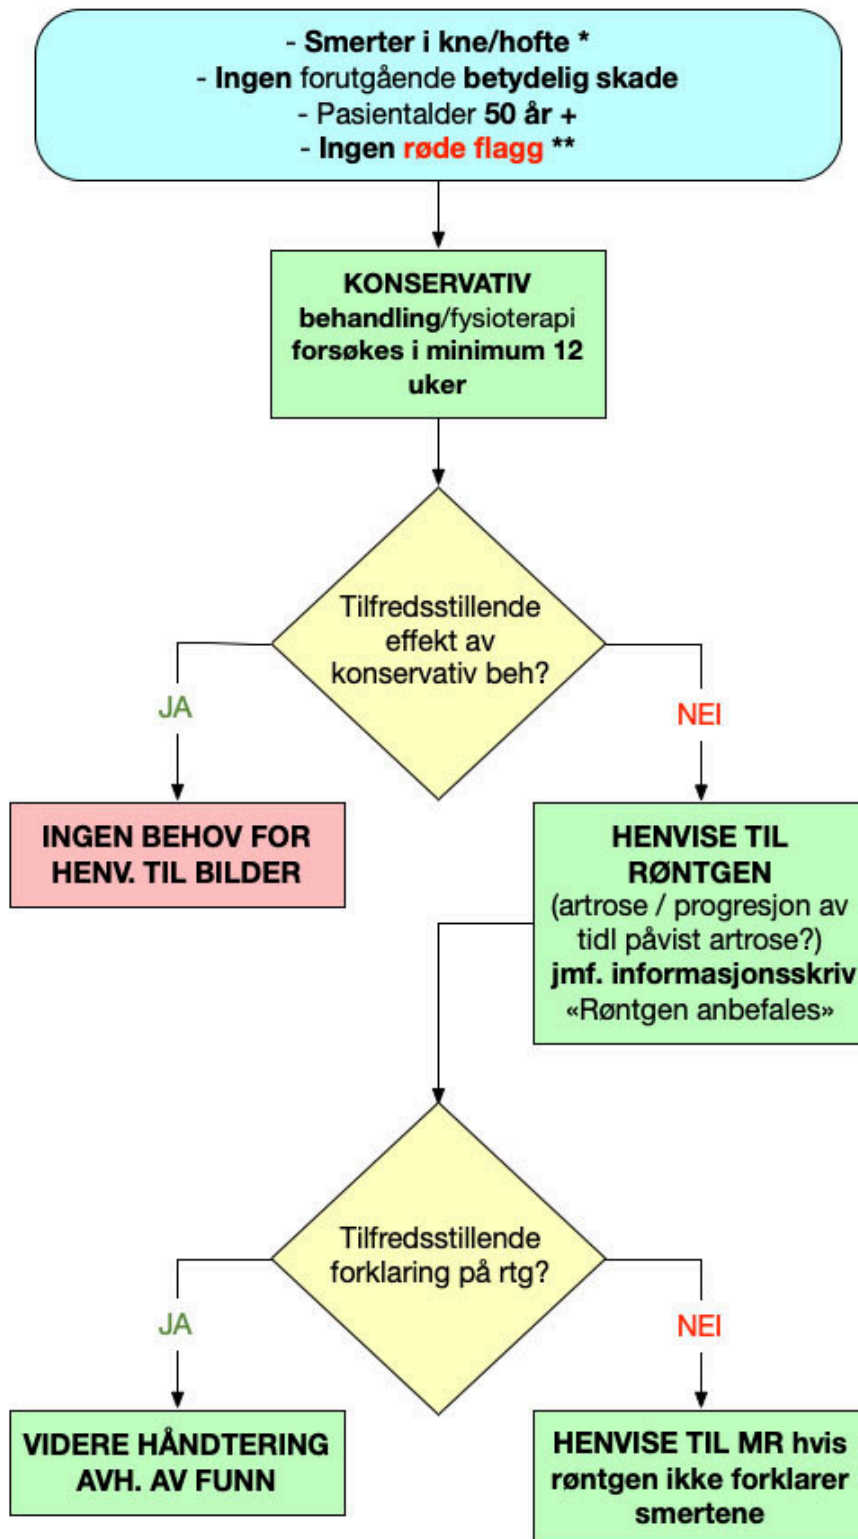 - Smerter i kne/hofte *
- Ingen forutgående betydelig skade
- Pasientalder 50 år +
- Ingen røde flagg **
KONSERVATIV
behandling/fysioterapi
forsøkes i minimum 12
uker
Tilfredsstillende
effekt av
konservativ beh?
JA
NEI
INGEN BEHOV FOR
HENV. TIL BILDER
HENVISE TIL
RØNTGEN
(artrose / progresjon av
tidl påvist artrose?)
jmf. informasjonsskriv
«Røntgen anbefales»
Tilfredsstillende
forklaring på rtg?
JA
NEI
VIDERE HÅNDTERING
AVH. AV FUNN
HENVISE TIL MR hvis
røntgen ikke forklarer
smertene